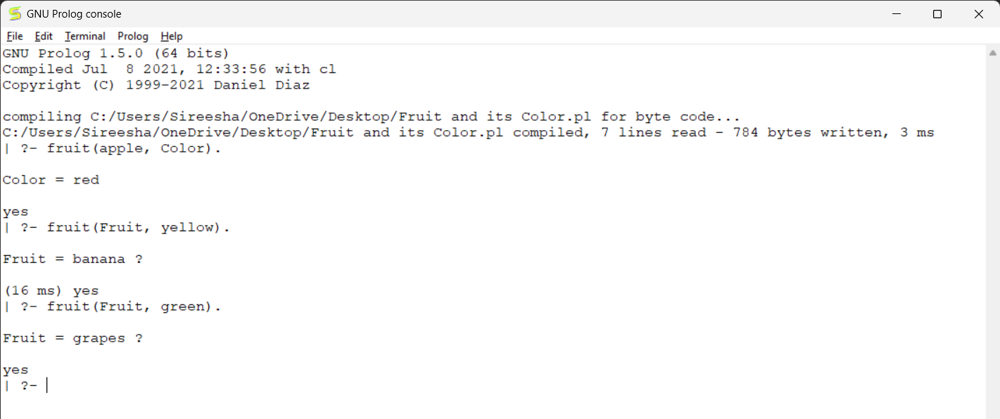 GNU Prolog console
File Edit Terminal Prolog Help
GNU Prolog 1.5.0 (64 bits)
Compiled Jul  8 2021, 12:33:56 with cl
Copyright (C) 1999-2021 Daniel Diaz
compiling C:/Users/Sireesha/OneDrive/Desktop/Fruit and its Color.pl for byte code...
C:/Users/Sireesha/OneDrive/Desktop/Fruit and its Color.pl compiled, 7 lines read - 784 bytes written, 3 ms
| ?- fruit(apple, Color).
Color = red
yes
| ?- fruit(Fruit, yellow).
Fruit = banana ?
(16 ms) yes
| ?- fruit(Fruit, green).
Fruit = grapes ?
yes
| ?-